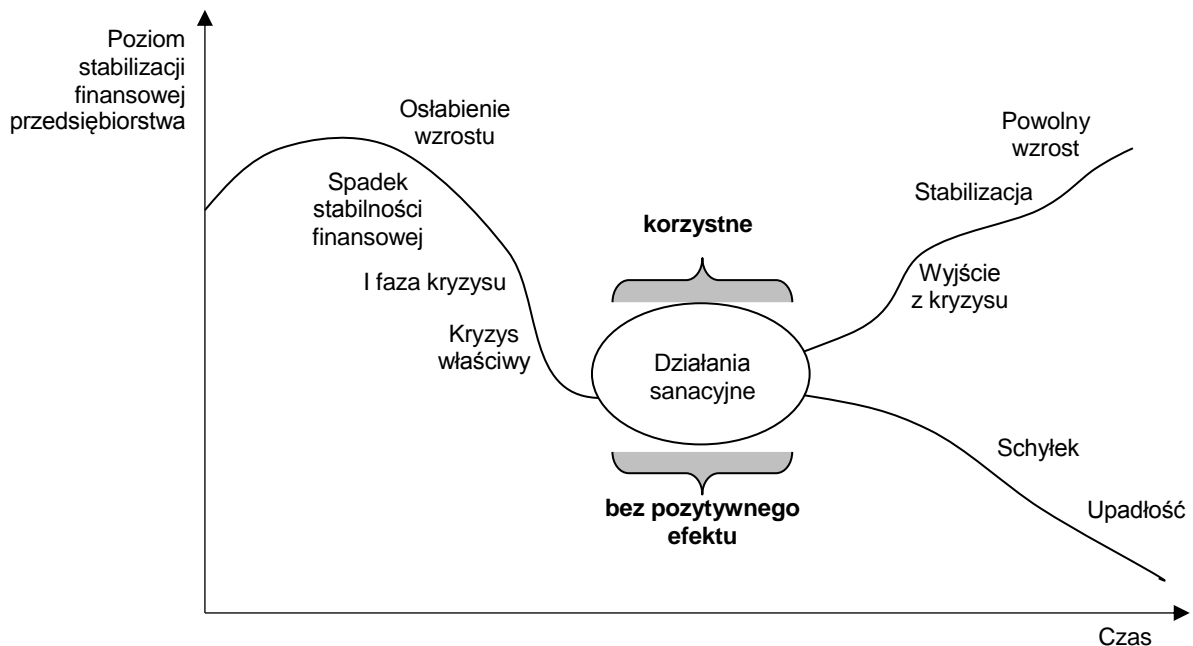 Poziom
stabilizacji
finansowej
przedsiębiorstwa
Osłabienie
wzrostu
Spadek
stabilności
finansowej
I faza kryzysu
Kryzys
właściwy
korzystne
Działania
sanacyjne
bez pozytywnego
efektu
Powolny
wzrost
Stabilizacja
Wyjście
z kryzysu
Schyłek
Upadłość
Czas